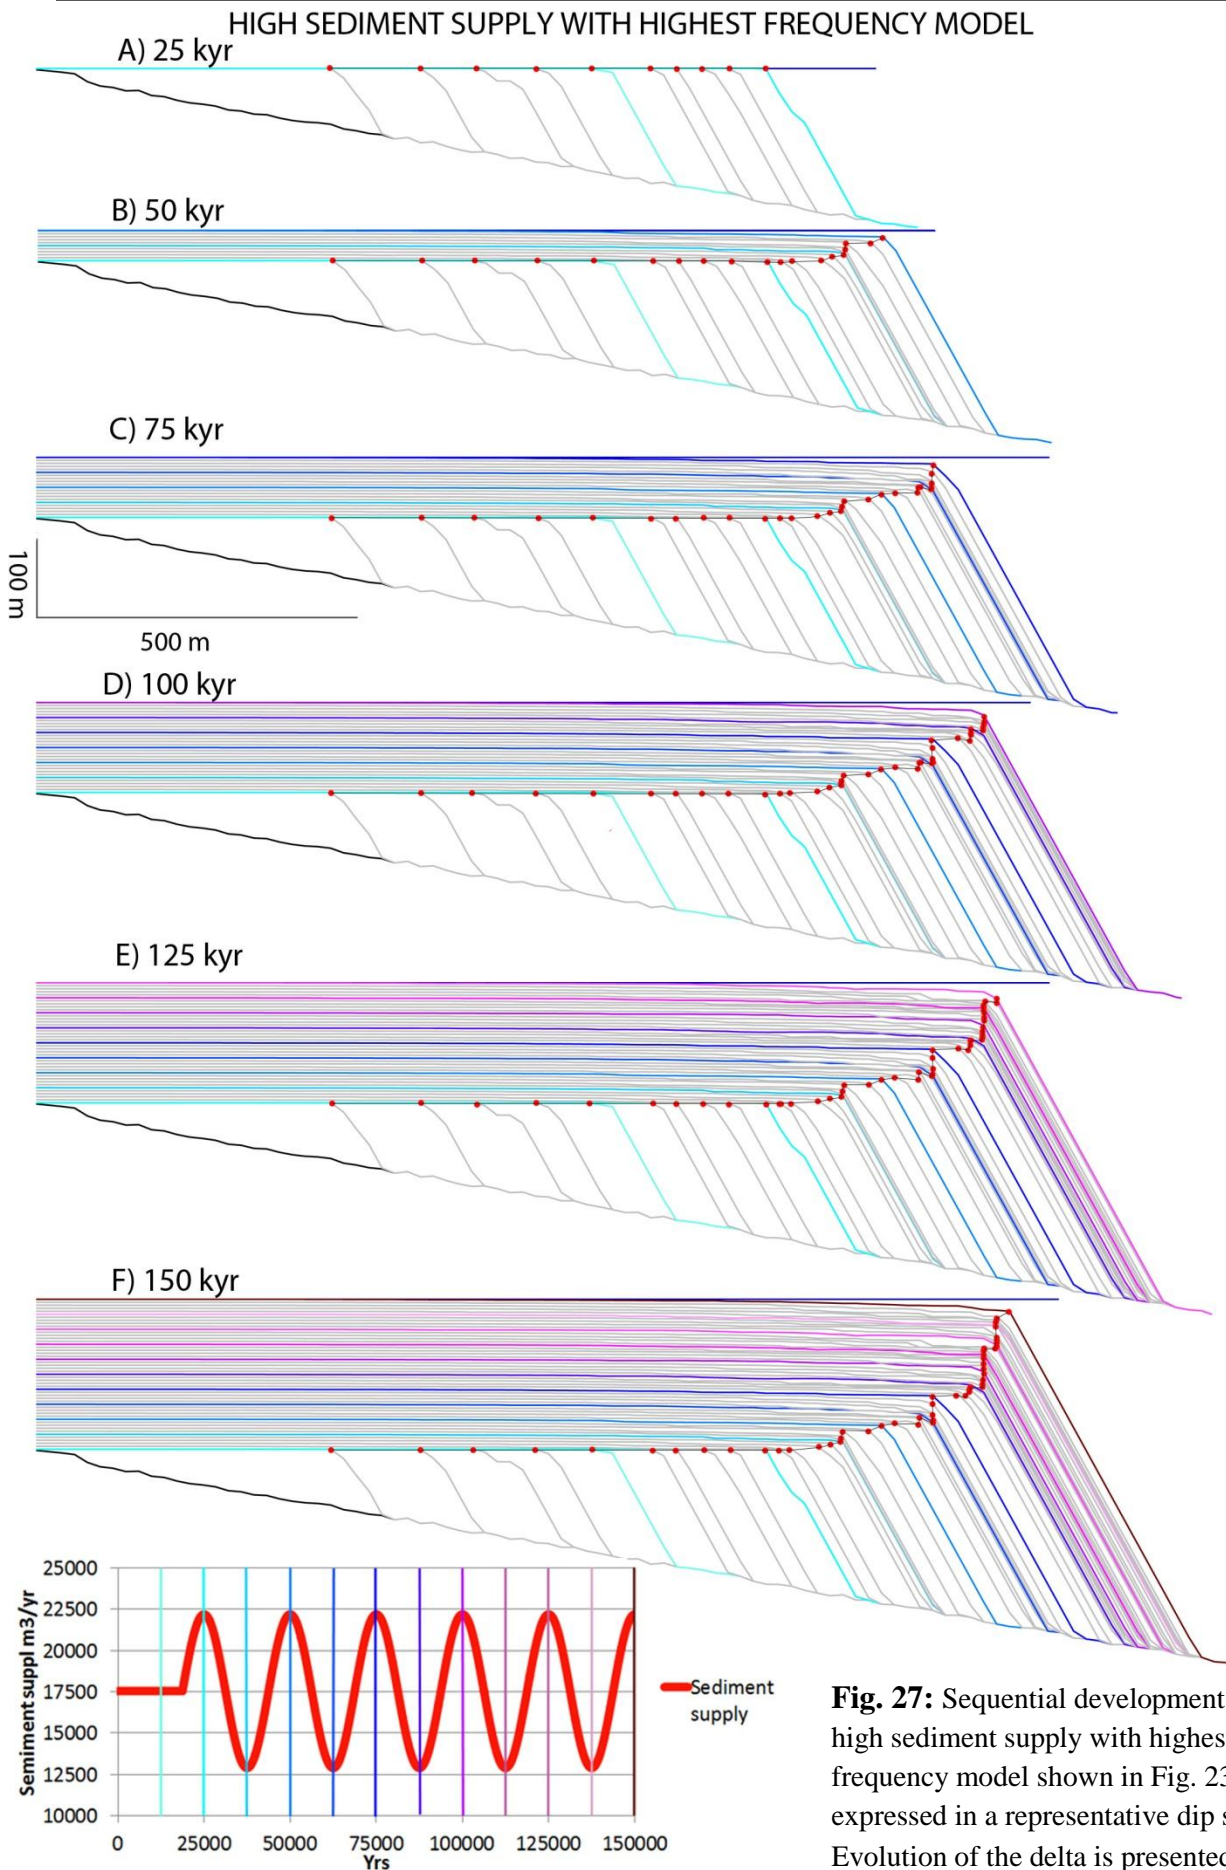 HIGH SEDIMENT SUPPLY WITH HIGHEST FREQUENCY MODEL
A) 25 kyr
B) 50 kyr
C) 75 kyr
100 m
500 m
D) 100 kyr
E) 125 kyr
F) 150 kyr
25000
22500
20000
17500
15000
12500
10000
Semiment suppl m3/yr
0 25000 50000 75000 100000 125000 150000
Yrs
Sediment
supply
Fig. 27: Sequential development
high sediment supply with highes
frequency model shown in Fig. 23
expressed in a representative dip s
Evolution of the delta is presented